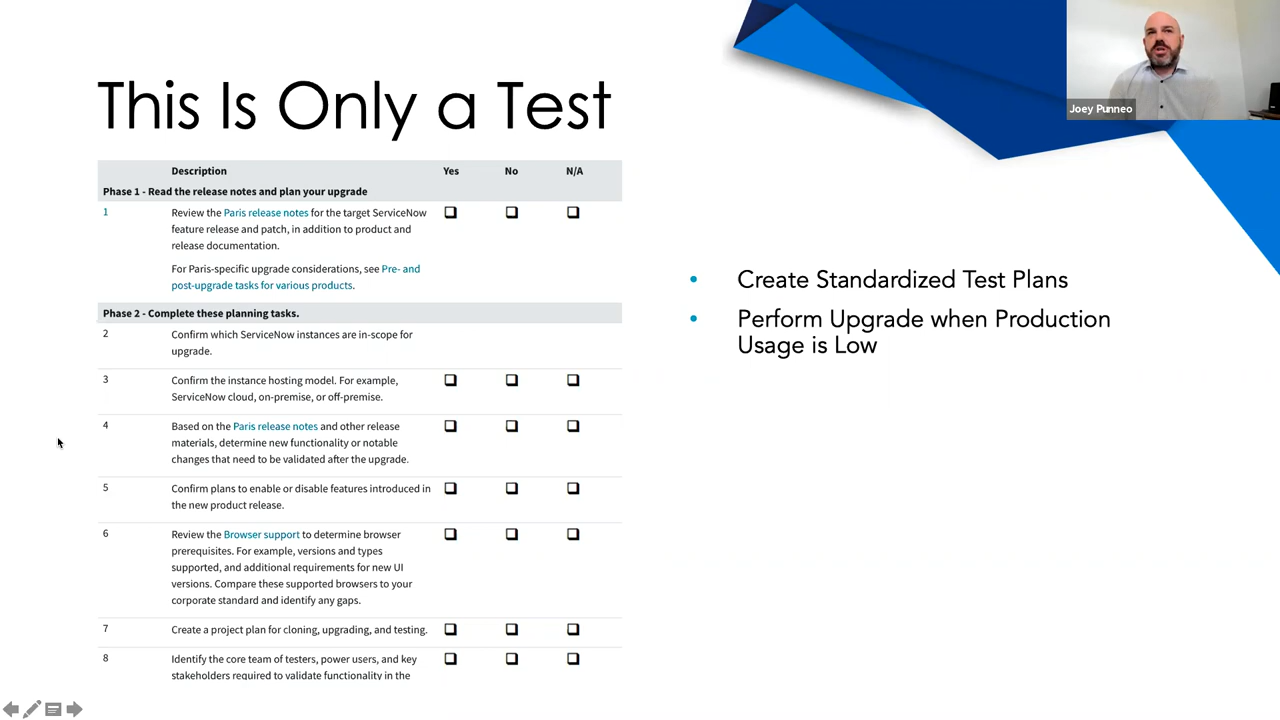 This Is Only a Test
Description Yes No N/A
Phase 1 - Read the release notes and plan your upgrade
1 Review the Paris release notes for the target ServiceNow
feature release and patch, in addition to product and
release documentation.
For Paris-specific upgrade considerations, see Pre- and
post-upgrade tasks for various products.
Phase 2 - Complete these planning tasks.
2 Confirm which ServiceNow instances are in-scope for
upgrade.
3 Confirm the instance hosting model. For example,
ServiceNow cloud, on-premise, or off-premise.
4 Based on the Paris release notes and other release
materials, determine new functionality or notable
changes that need to be validated after the upgrade.
5 Confirm plans to enable or disable features introduced in
the new product release.
6 Review the Browser support to determine browser
prerequisites. For example, versions and types
supported, and additional requirements for new UI
versions. Compare these supported browsers to your
corporate standard and identify any gaps.
7 Create a project plan for cloning, upgrading, and testing.
8 Identify the core team of testers, power users, and key
stakeholders required to validate functionality in the
• Create Standardized Test Plans
• Perform Upgrade when Production
Usage is Low
Joey Punneo